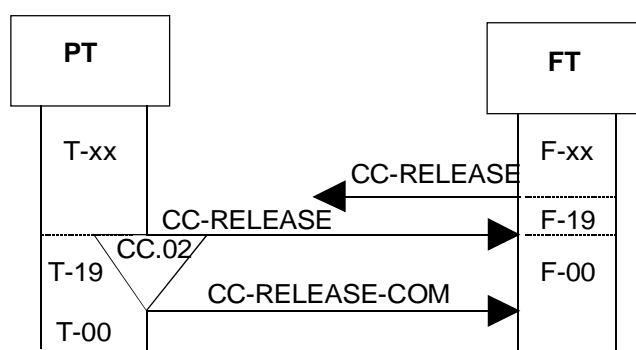 PT
FT
T-xx
F-xx
CC-RELEASE
CC-RELEASE
F-19
CC.02
T-19
F-00
CC-RELEASE-COM
T-00